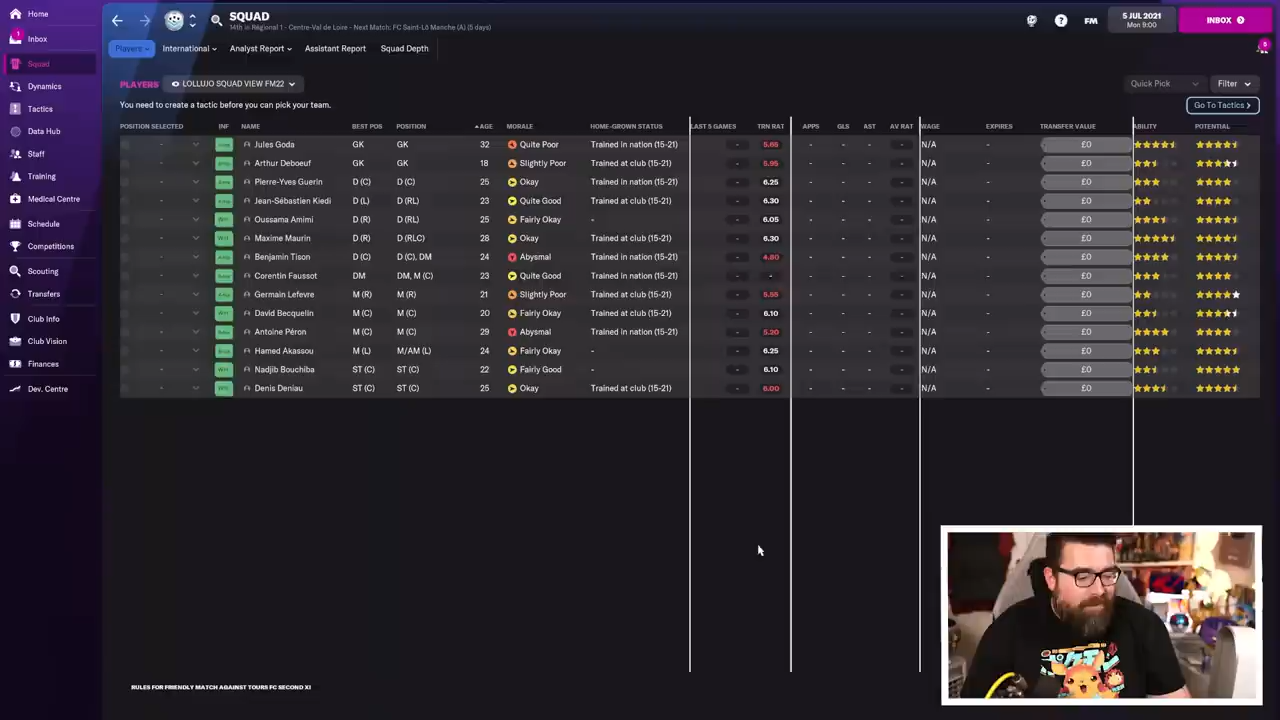 Home
1
Inbox
Squad
Dynamics
Tactics
Data Hub
Staff
Training
Medical Centre
Schedule
Competitions
Scouting
Transfers
Club Info
Club Vision
Finances
Dev. Centre
SQUAD
14th in Régional 1 - Centre-Val de Loire - Next Match: FC Saint-Lô Manche (A) (5 days)
? FM 5 JUL 2021 Mon 9:00 INBOX
Players International Analyst Report Assistant Report Squad Depth
PLAYERS LOLLUJO SQUAD VIEW FM22 Quick Pick Filter
You need to create a tactic before you can pick your team. Go To Tactics >
POSITION SELECTED INF NAME BEST POS POSITION AGE MORALE HOME-GROWN STATUS LAST 5 GAMES TRN RAT APPS GLS AST AV RAT WAGE EXPIRES TRANSFER VALUE ABILITY POTENTIAL
- Jules Goda GK GK 32 Quite Poor Trained in nation (15-21) - 5.65 - - - - N/A - £0
- Arthur Deboeuf GK GK 18 Slightly Poor Trained in nation (15-21) - 5.95 - - - - N/A - £0
- Pierre-Yves Guerin D (C) D (C) 25 Okay Trained in nation (15-21) - 6.25 - - - - N/A - £0
- Jean-Sébastien Kiedi D (L) D (RL) 23 Quite Good Trained at club (15-21) - 6.30 - - - - N/A - £0
- Oussama Amimi D (R) D (RL) 25 Fairly Okay - - 6.05 - - - - N/A - £0
- Maxime Maurin D (R) D (RLC) 28 Okay Trained in nation (15-21) - 6.30 - - - - N/A - £0
- Benjamin Tison D (C) D (C), DM 24 Abysmal Trained in nation (15-21) - 4.80 - - - - N/A - £0
- Corentin Faussot DM DM, M (C) 23 Quite Good Trained at club (15-21) - - - - - - N/A - £0
- Germain Lefevre M (R) M (R) 21 Slightly Poor Trained at club (15-21) - 5.55 - - - - N/A - £0
- David Becquelin M (C) M (C) 20 Fairly Okay Trained at club (15-21) - 6.10 - - - - N/A - £0
- Antoine Péron M (C) M (C) 29 Abysmal Trained in nation (15-21) - 5.20 - - - - N/A - £0
- Hamed Akassou M (L) M/AM (L) 24 Fairly Okay - - 6.25 - - - - N/A - £0
- Nadjib Bouchiba ST (C) ST (C) 22 Fairly Good - - 6.10 - - - - N/A - £0
- Denis Deniau ST (C) ST (C) 25 Okay Trained at club (15-21) - 6.00 - - - - N/A - £0
RULES FOR FRIENDLY MATCH AGAINST TOURS FC SECOND XI